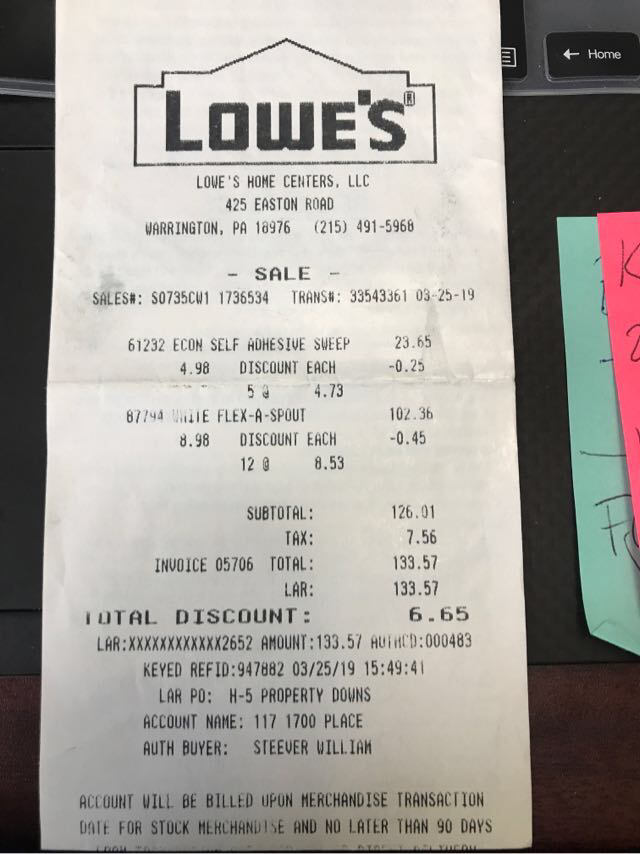 ← Home
LOWE'S®
LOWE'S HOME CENTERS, LLC
425 EASTON ROAD
WARRINGTON, PA 18976 (215) 491-5968
- SALE -
SALES#: S0735CW1 1736534 TRANS#: 33543361 03-25-19
61232 ECON SELF ADHESIVE SWEEP 23.65
4.98 DISCOUNT EACH -0.25
5 @ 4.73
87794 WHITE FLEX-A-SPOUT 102.36
8.98 DISCOUNT EACH -0.45
12 @ 8.53
SUBTOTAL: 126.01
TAX: 7.56
INVOICE 05706 TOTAL: 133.57
LAR: 133.57
TOTAL DISCOUNT: 6.65
LAR:XXXXXXXXXXXX2652 AMOUNT:133.57 AUTHCD:000483
KEYED REFID:947882 03/25/19 15:49:41
LAR PO: H-5 PROPERTY DOWNS
ACCOUNT NAME: 117 1700 PLACE
AUTH BUYER: STEEVER WILLIAM
ACCOUNT WILL BE BILLED UPON MERCHANDISE TRANSACTION
DATE FOR STOCK MERCHANDISE AND NO LATER THAN 90 DAYS